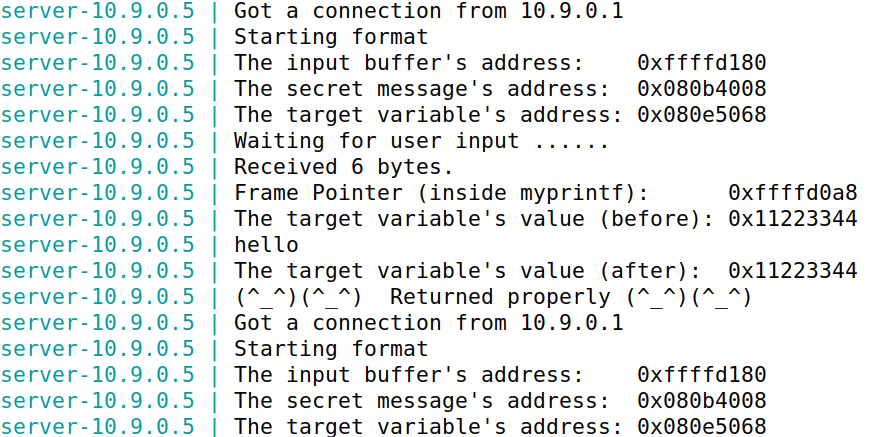 server-10.9.0.5 | Got a connection from 10.9.0.1
server-10.9.0.5 | Starting format
server-10.9.0.5 | The input buffer's address:    0xffffd180
server-10.9.0.5 | The secret message's address:  0x080b4008
server-10.9.0.5 | The target variable's address: 0x080e5068
server-10.9.0.5 | Waiting for user input ......
server-10.9.0.5 | Received 6 bytes.
server-10.9.0.5 | Frame Pointer (inside myprintf):      0xffffd0a8
server-10.9.0.5 | The target variable's value (before): 0x11223344
server-10.9.0.5 | hello
server-10.9.0.5 | The target variable's value (after):  0x11223344
server-10.9.0.5 | (^_^)(^_^)  Returned properly (^_^)(^_^)
server-10.9.0.5 | Got a connection from 10.9.0.1
server-10.9.0.5 | Starting format
server-10.9.0.5 | The input buffer's address:    0xffffd180
server-10.9.0.5 | The secret message's address:  0x080b4008
server-10.9.0.5 | The target variable's address: 0x080e5068